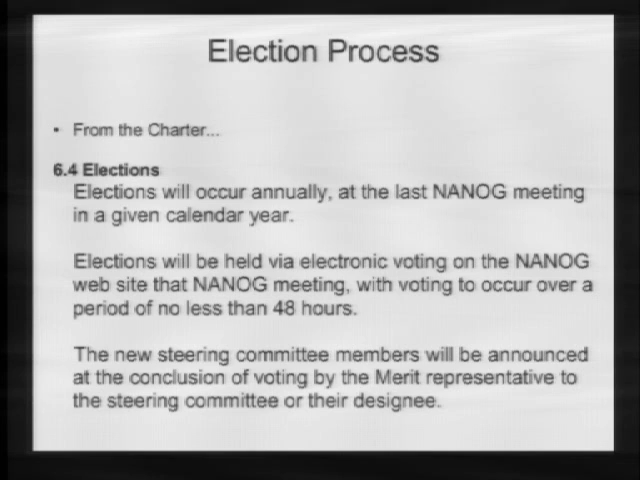 Election Process
• From the Charter...
6.4 Elections
Elections will occur annually, at the last NANOG meeting
in a given calendar year.
Elections will be held via electronic voting on the NANOG
web site that NANOG meeting, with voting to occur over a
period of no less than 48 hours.
The new steering committee members will be announced
at the conclusion of voting by the Merit representative to
the steering committee or their designee.